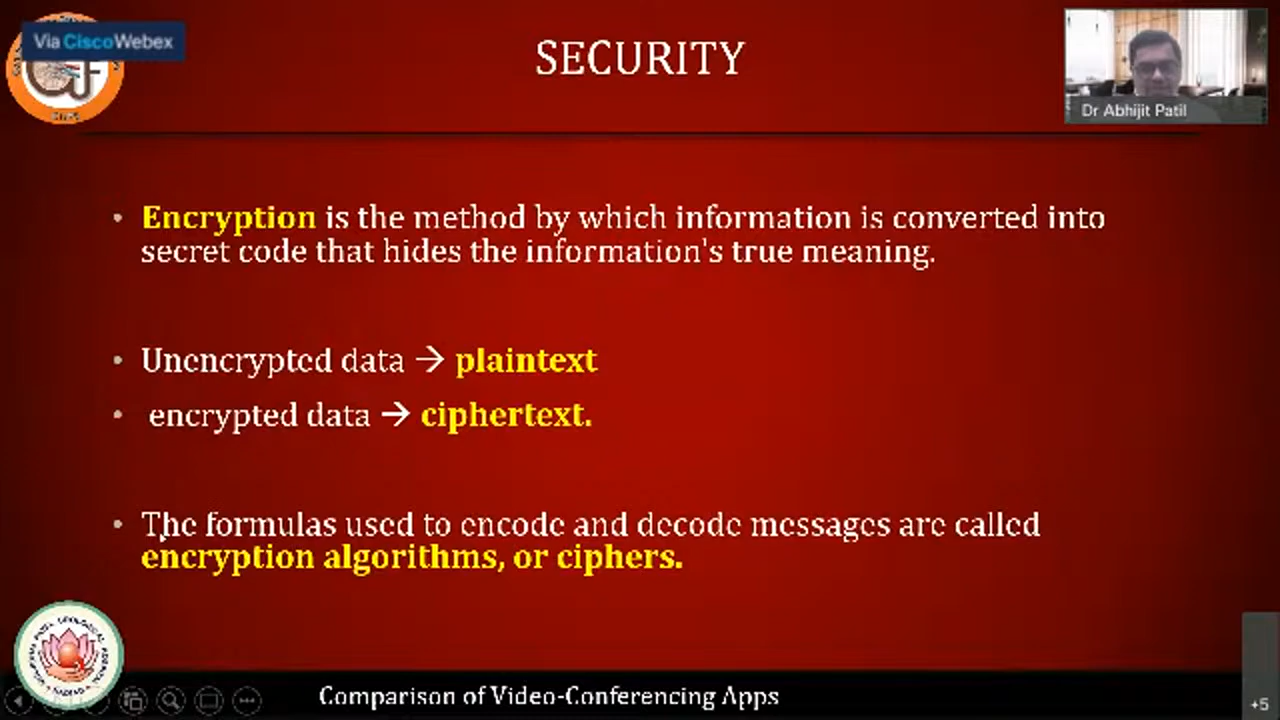 Via CiscoWebex
SECURITY
Dr Abhijit Patil
• Encryption is the method by which information is converted into
secret code that hides the information's true meaning.
• Unencrypted data → plaintext
• encrypted data → ciphertext.
• The formulas used to encode and decode messages are called
encryption algorithms, or ciphers.
Comparison of Video-Conferencing Apps
+5